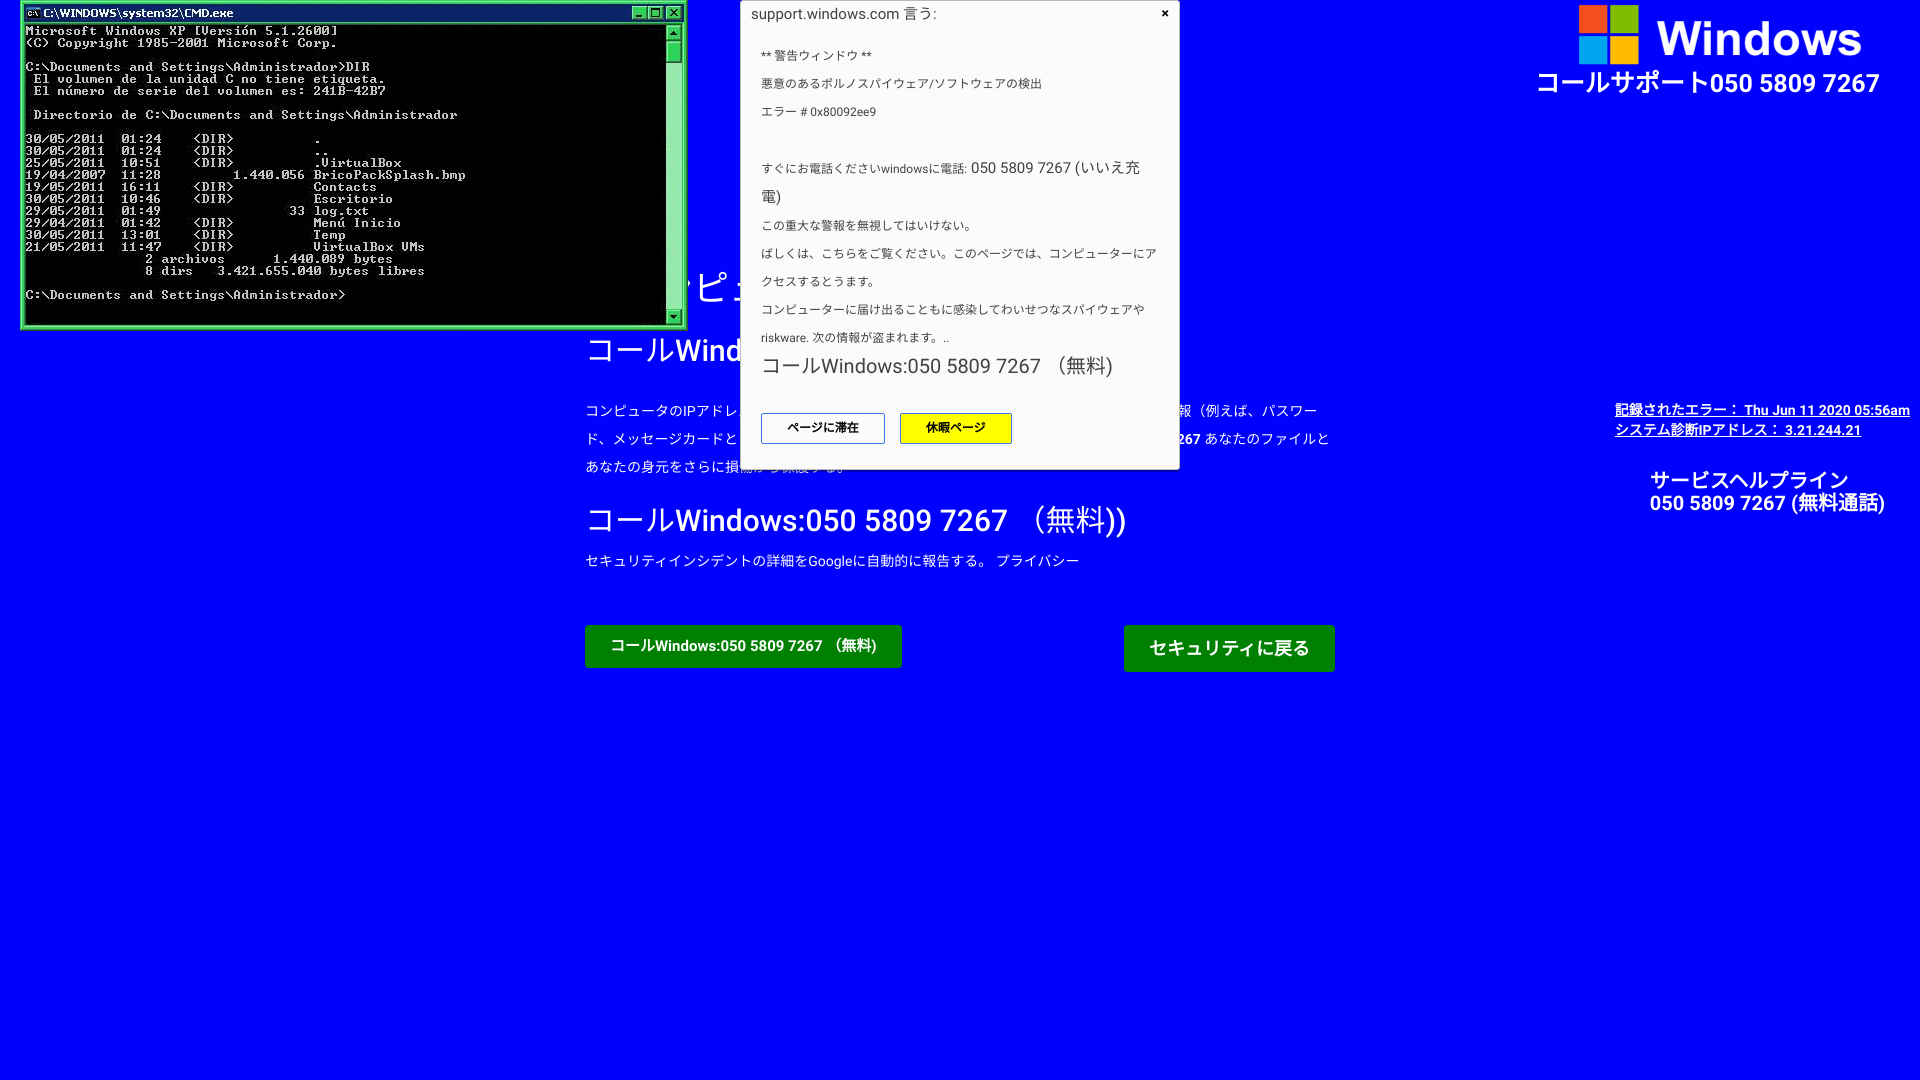 C:\WINDOWS\system32\CMD.exe
Microsoft Windows XP [Versión 5.1.2600]
(C) Copyright 1985-2001 Microsoft Corp.
C:\Documents and Settings\Administrador>DIR
El volumen de la unidad C no tiene etiqueta.
El número de serie del volumen es: 241B-42B7
Directorio de C:\Documents and Settings\Administrador
30/05/2011 01:24 <DIR> .
30/05/2011 01:24 <DIR> ..
25/05/2011 10:51 <DIR> .VirtualBox
19/04/2007 11:28 1.440.056 BricoPackSplash.bmp
19/05/2011 16:11 <DIR> Contacts
30/05/2011 10:46 <DIR> Escritorio
29/05/2011 01:49 33 log.txt
29/04/2011 01:42 <DIR> Menú Inicio
30/05/2011 13:01 <DIR> Temp
21/05/2011 11:47 <DIR> VirtualBox VMs
2 archivos 1.440.089 bytes
8 dirs 3.421.655.040 bytes libres
C:\Documents and Settings\Administrador>
support.windows.com 言う:
** 警告ウィンドウ **
悪意のあるポルノスパイウェア/ソフトウェアの検出
エラー # 0x80092ee9
すぐにお電話くださいwindowsに電話: 050 5809 7267 (いいえ充
電)
この重大な警報を無視してはいけない。
ばしくは、こちらをご覧ください。このページでは、コンピューターにア
クセスするとうます。
コンピューターに届け出ることもに感染してわいせつなスパイウェアや
riskware. 次の情報が盗まれます。..
コールWindows:050 5809 7267 （無料)
ページに滞在
休暇ページ
Windows
コールサポート050 5809 7267
ピュ
コールWind
コンピュータのIPアドレ 報（例えば、パスワー
ド、メッセージカードと 267 あなたのファイルと
あなたの身元をさらに損傷から保護する。
コールWindows:050 5809 7267 （無料))
セキュリティインシデントの詳細をGoogleに自動的に報告する。 プライバシー
コールWindows:050 5809 7267 （無料)
セキュリティに戻る
記録されたエラー： Thu Jun 11 2020 05:56am
システム診断IPアドレス： 3.21.244.21
サービスヘルプライン
050 5809 7267 (無料通話)